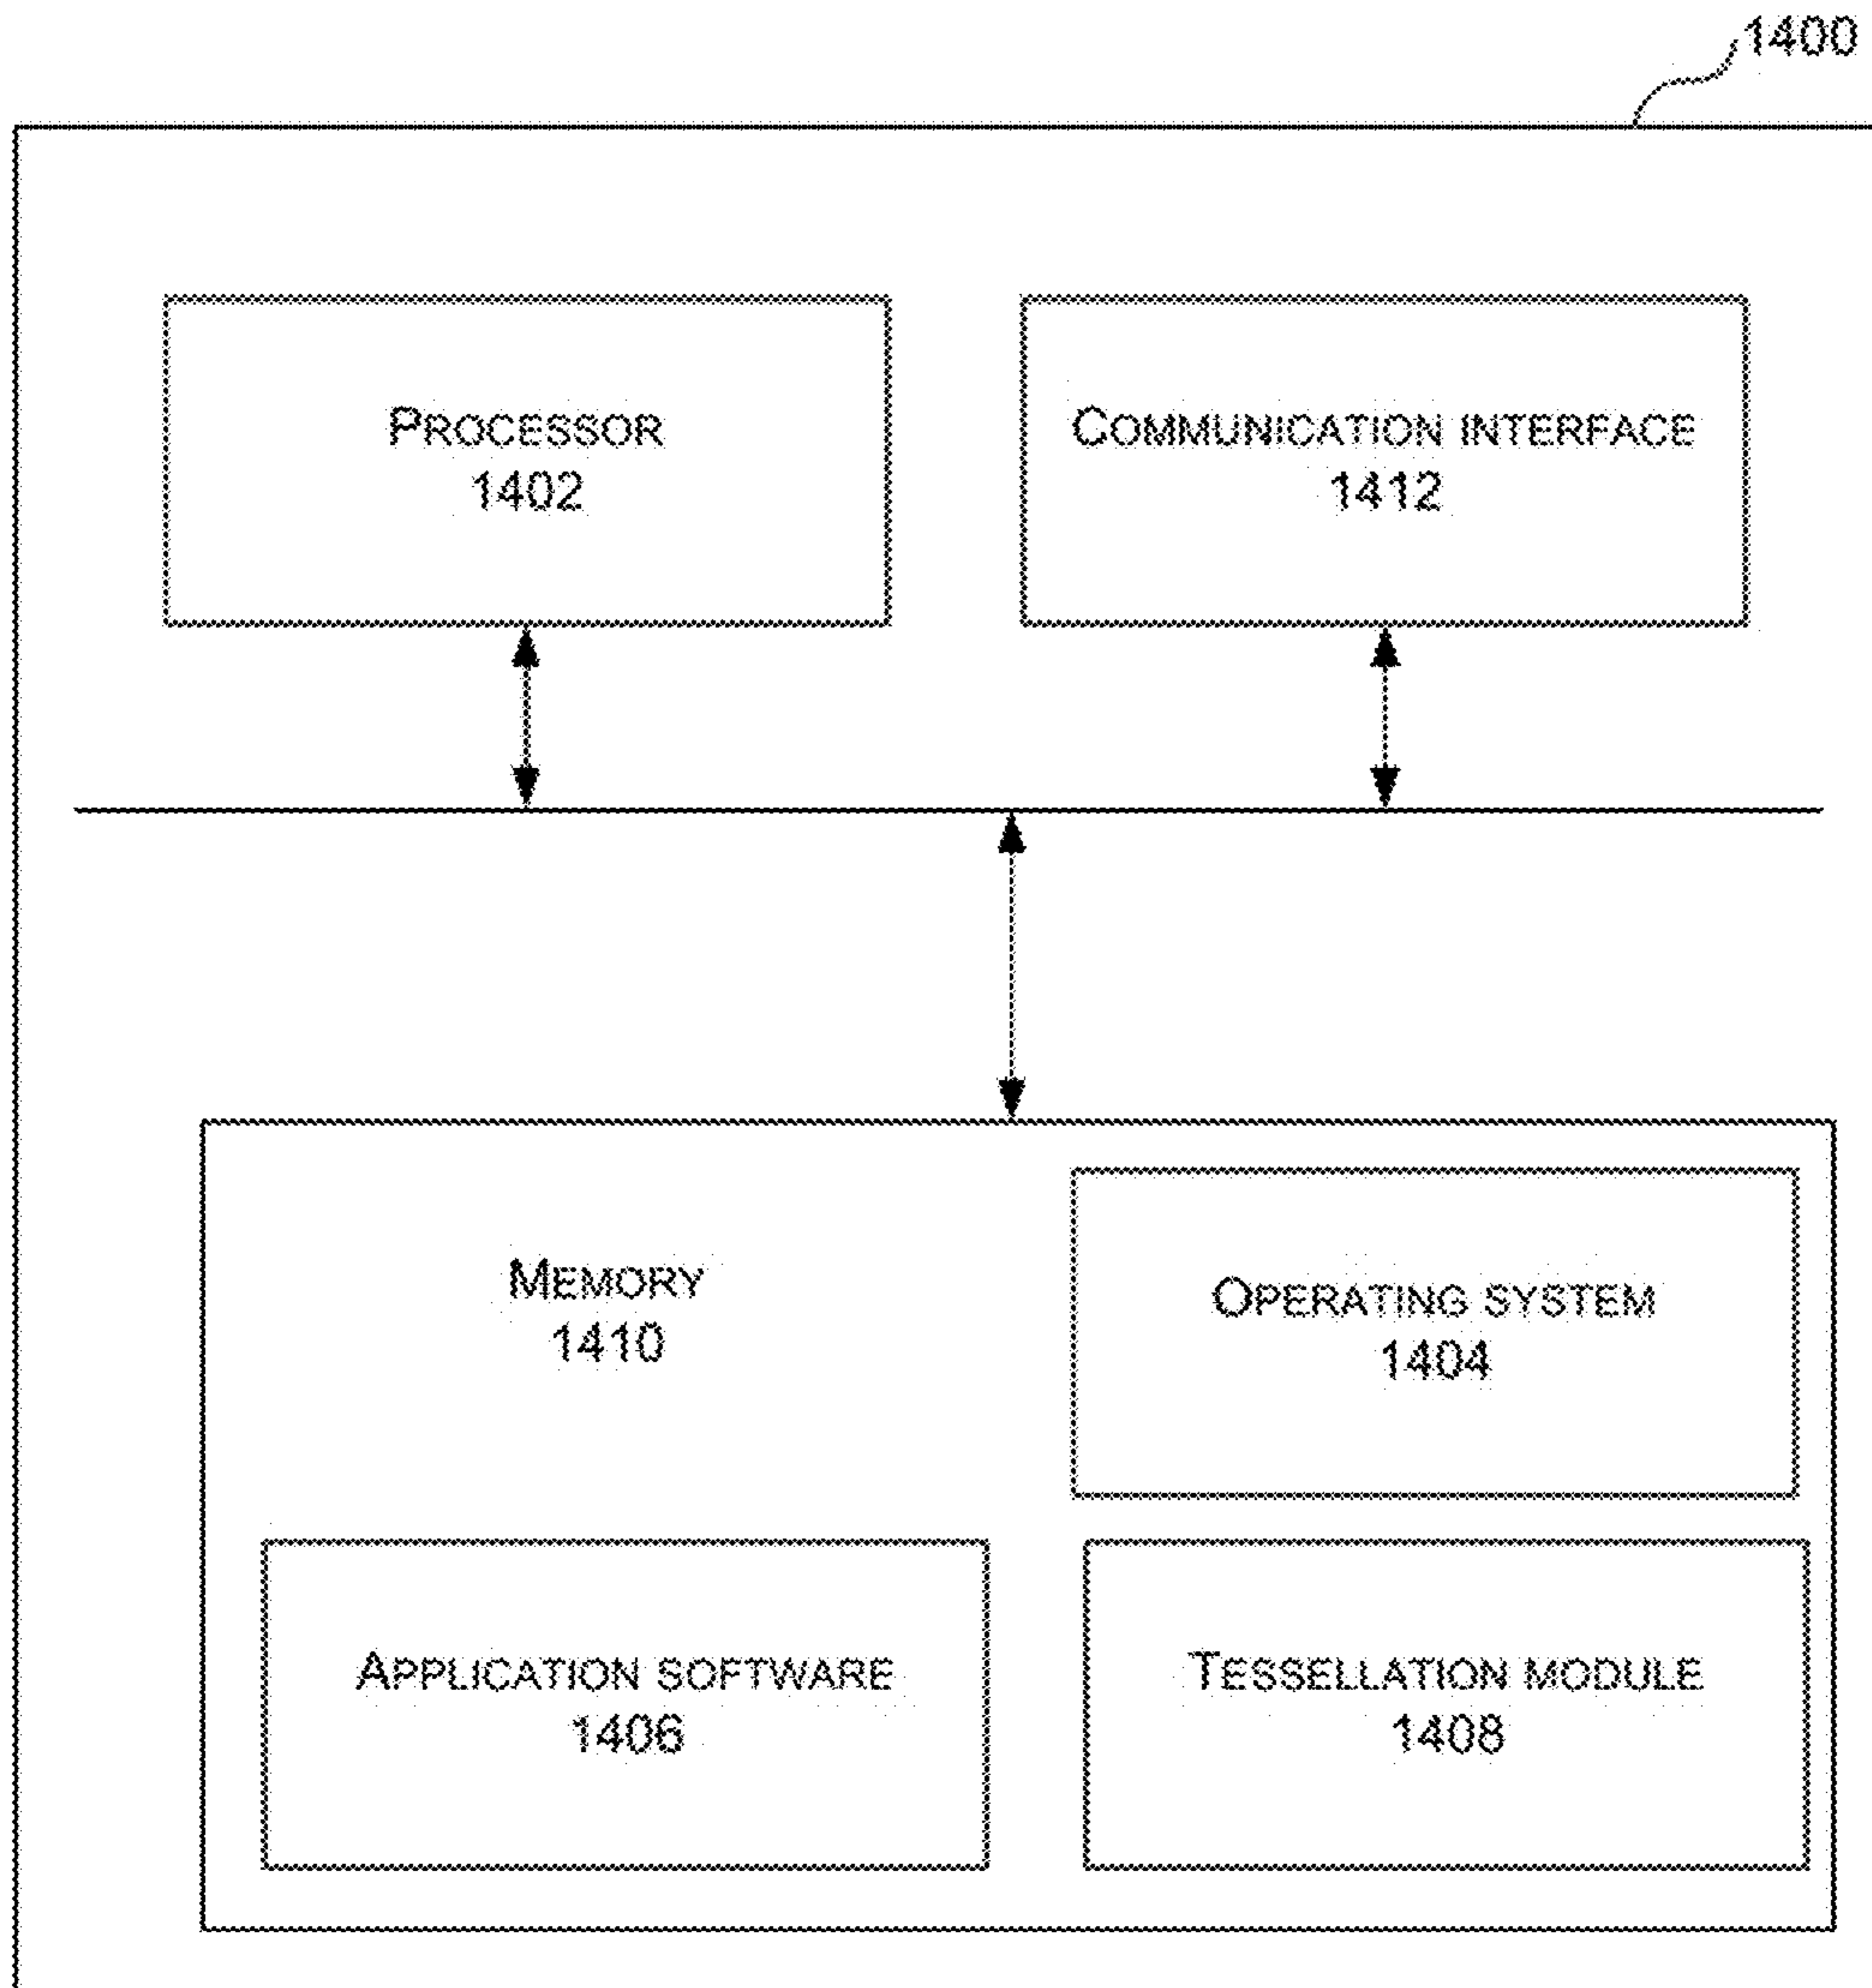 1400
PROCESSOR
1402
COMMUNICATION INTERFACE
1412
MEMORY
1410
OPERATING SYSTEM
1404
APPLICATION SOFTWARE
1406
TESSELLATION MODULE
1408